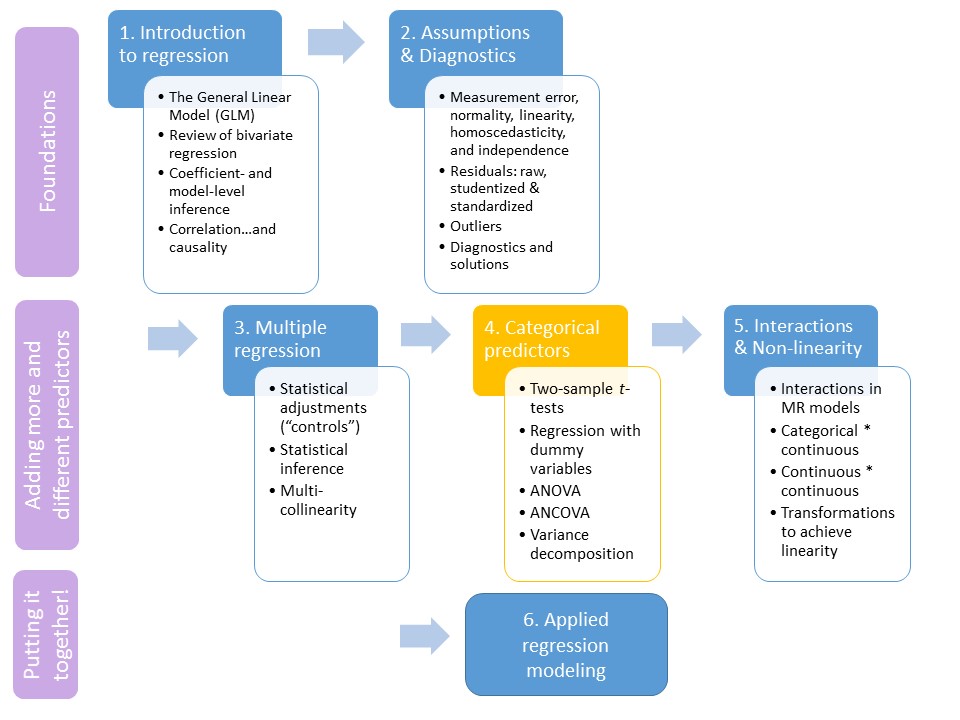 Foundations
1. Introduction
to regression
• The General Linear
Model (GLM)
• Review of bivariate
regression
• Coefficient- and
model-level
inference
• Correlation…and
causality
2. Assumptions
& Diagnostics
• Measurement error,
normality, linearity,
homoscedasticity,
and independence
• Residuals: raw,
studentized &
standardized
• Outliers
• Diagnostics and
solutions
Adding more and
different predictors
3. Multiple
regression
• Statistical
adjustments
(“controls”)
• Statistical
inference
• Multi-
collinearity
4. Categorical
predictors
• Two-sample t-
tests
• Regression with
dummy
variables
• ANOVA
• ANCOVA
• Variance
decomposition
5. Interactions
& Non-linearity
• Interactions in
MR models
• Categorical *
continuous
• Continuous *
continuous
• Transformations
to achieve
linearity
Putting it
together!
6. Applied
regression
modeling